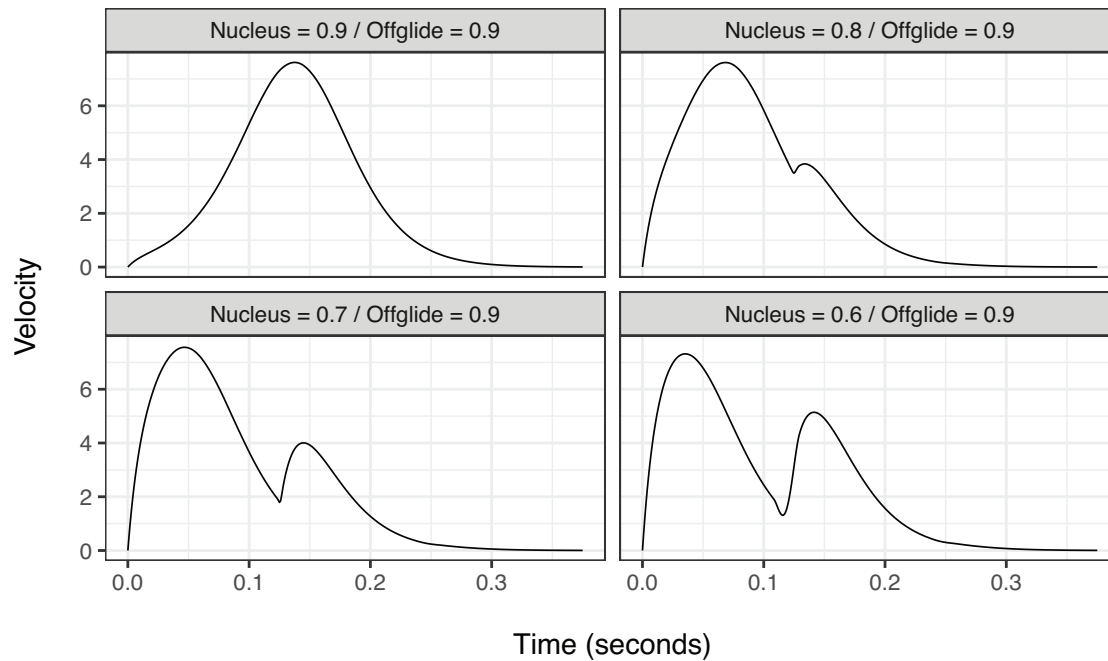 Nucleus = 0.9 / Offglide = 0.9
Nucleus = 0.8 / Offglide = 0.9
6
4
2
0
Velocity
Nucleus = 0.7 / Offglide = 0.9
Nucleus = 0.6 / Offglide = 0.9
6
4
2
0
0.0 0.1 0.2 0.3
0.0 0.1 0.2 0.3
Time (seconds)